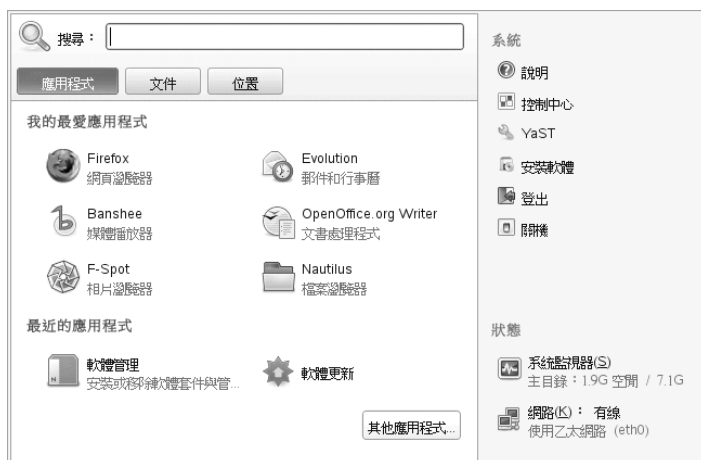 搜尋：
應用程式
文件
位置
我的最愛應用程式
Firefox
網頁瀏覽器
Evolution
郵件和行事曆
Banshee
媒體播放器
OpenOffice.org Writer
文書處理程式
F-Spot
相片瀏覽器
Nautilus
檔案瀏覽器
最近的應用程式
軟體管理
安裝或移除軟體套件與管...
軟體更新
其他應用程式...
系統
說明
控制中心
YaST
安裝軟體
登出
關機
狀態
系統監視器(S)
主目錄：1.9G 空閒 / 7.1G
網路(K)： 有線
使用乙太網路 (eth0)